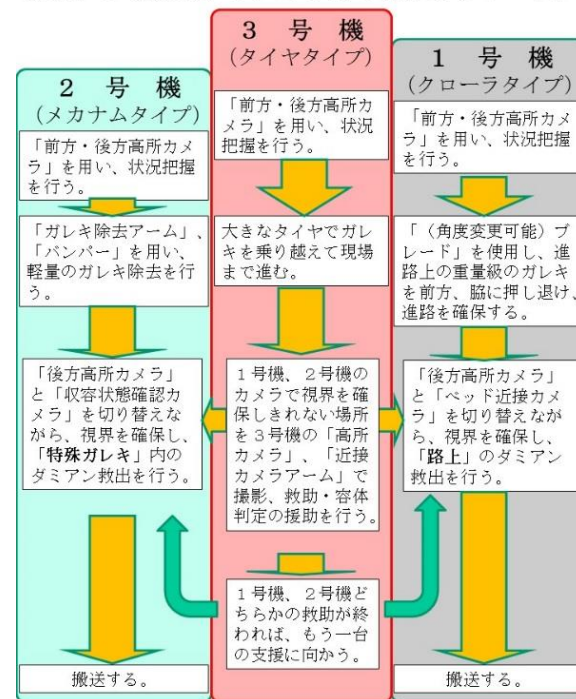 2 号 機
(メカナムタイプ)
「前方・後方高所カメ
ラ」を用い、状況把握
を行う。
「ガレキ除去アーム」、
「バンパー」を用い、
軽量のガレキ除去を行
う。
「後方高所カメラ」
と「収容状態確認カ
メラ」を切り替えな
がら、視界を確保し、
「特殊ガレキ」内の
ダミアン救出を行う。
搬送する。
3 号 機
(タイヤタイプ)
「前方・後方高所カ
メラ」を用い、状況
把握を行う。
大きなタイヤでガレ
キを乗り越えて現場
まで進む。
1号機、2号機の
カメラで視界を確
保しきれない場所
を3号機の「高所
カメラ」、「近接
カメラアーム」で
撮影、救助・容体
判定の援助を行う。
1号機、2号機ど
ちらかの救助が終
われば、もう一台
の支援に向かう。
1 号 機
(クローラタイプ)
「前方・後方高所カメ
ラ」を用い、状況把握
を行う。
「(角度変更可能)ブ
レード」を使用し、進
路上の重量級のガレキ
を前方、脇に押し退け、
進路を確保する。
「後方高所カメラ」
と「ベッド近接カメ
ラ」を切り替えなが
ら、視界を確保し、
「路上」のダミアン
救出を行う。
搬送する。